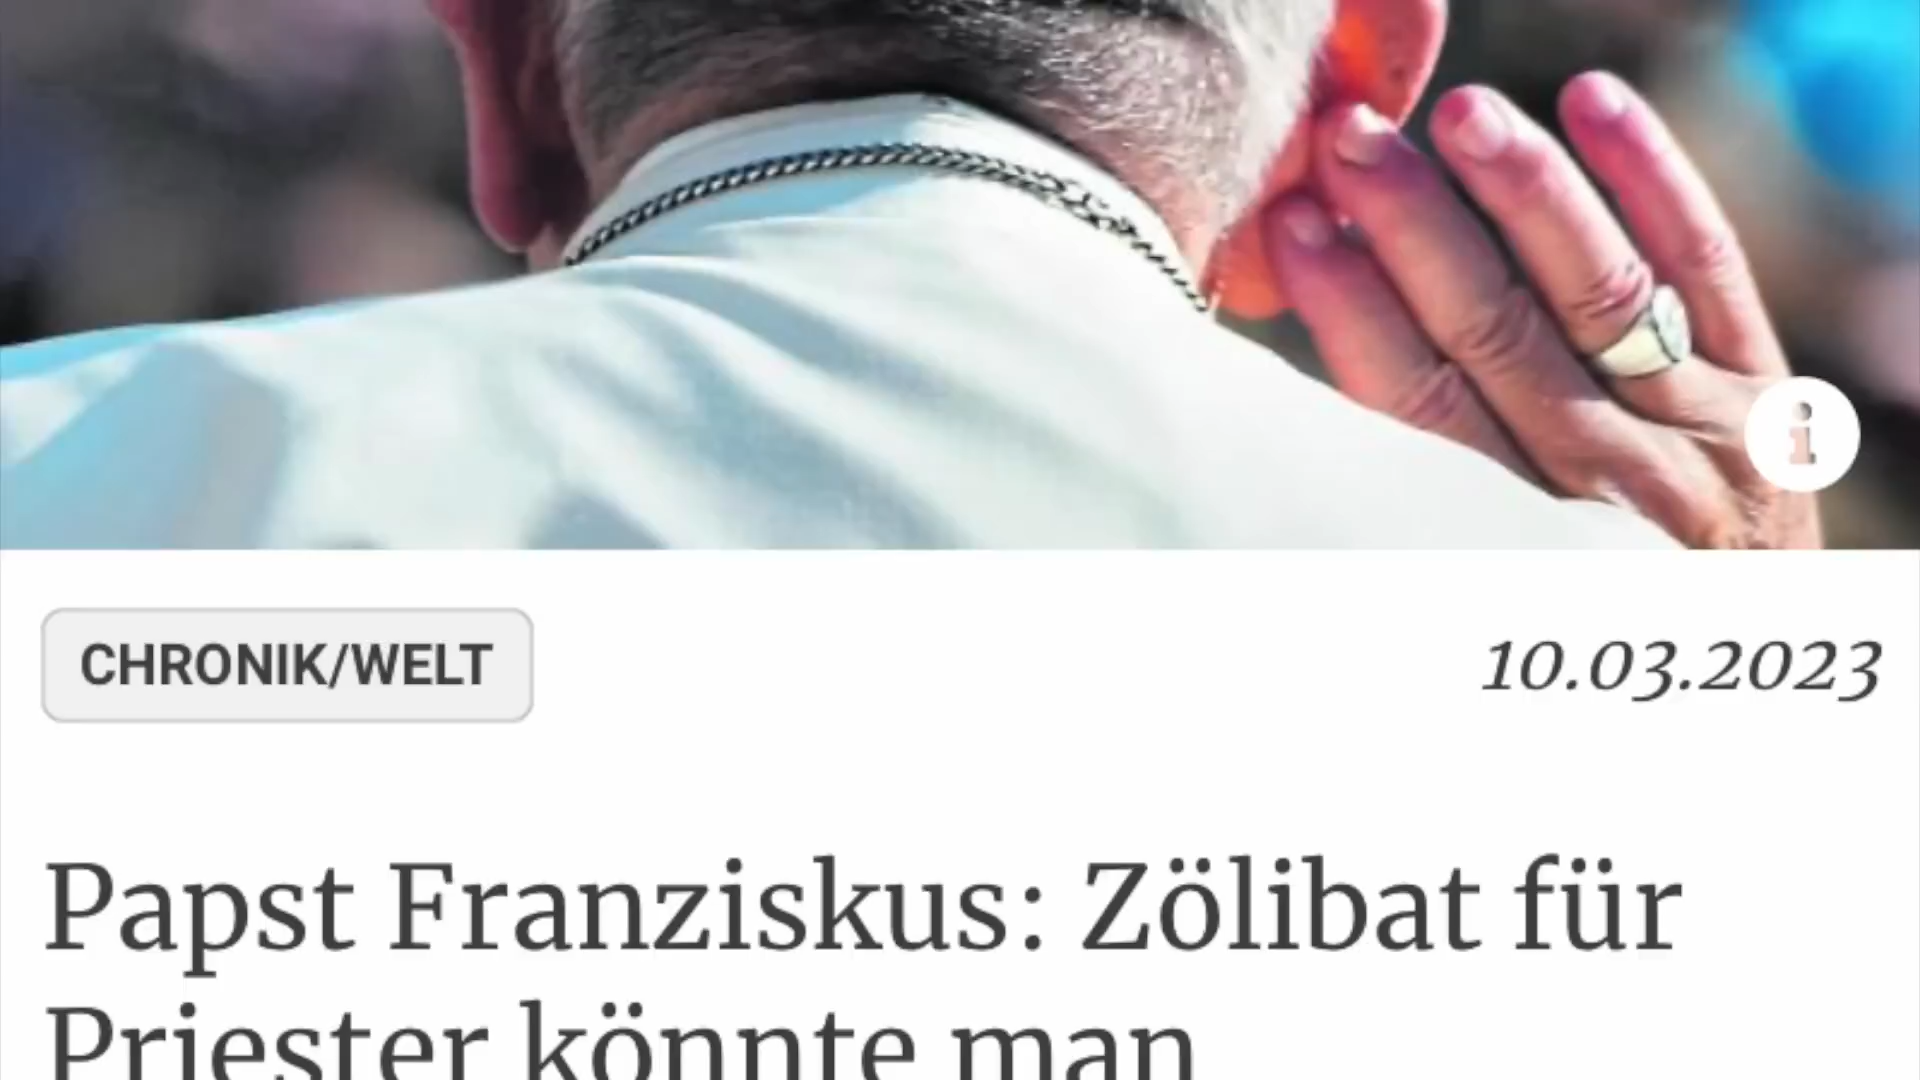 i
CHRONIK/WELT
10.03.2023
Papst Franziskus: Zölibat für
Priester könnte man